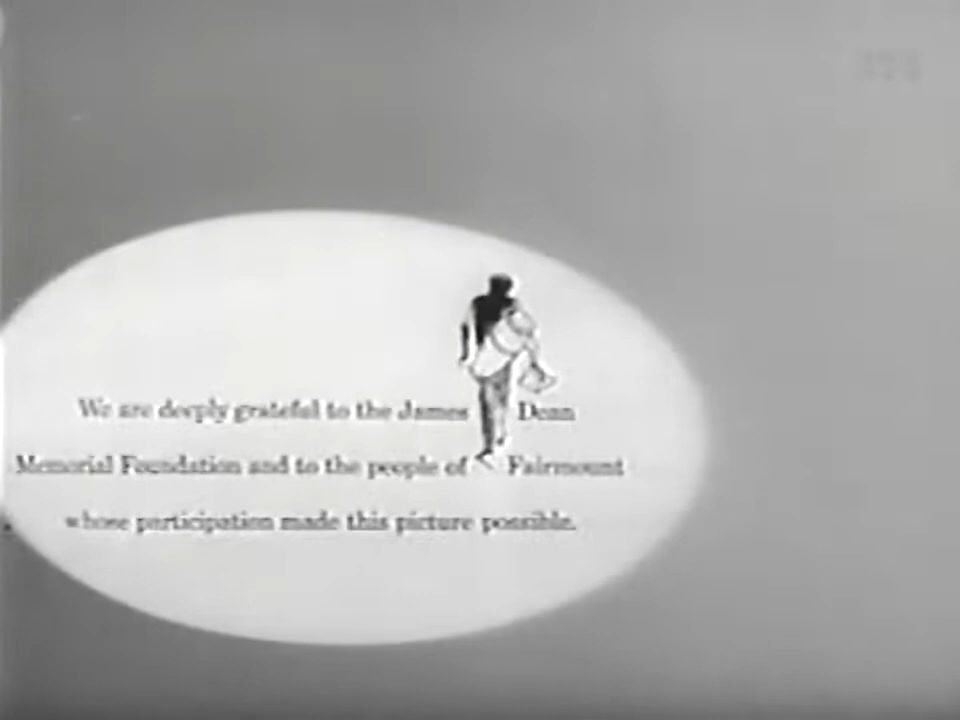 We are deeply grateful to the James Dean
Memorial Foundation and to the people of Fairmount
whose participation made this picture possible.